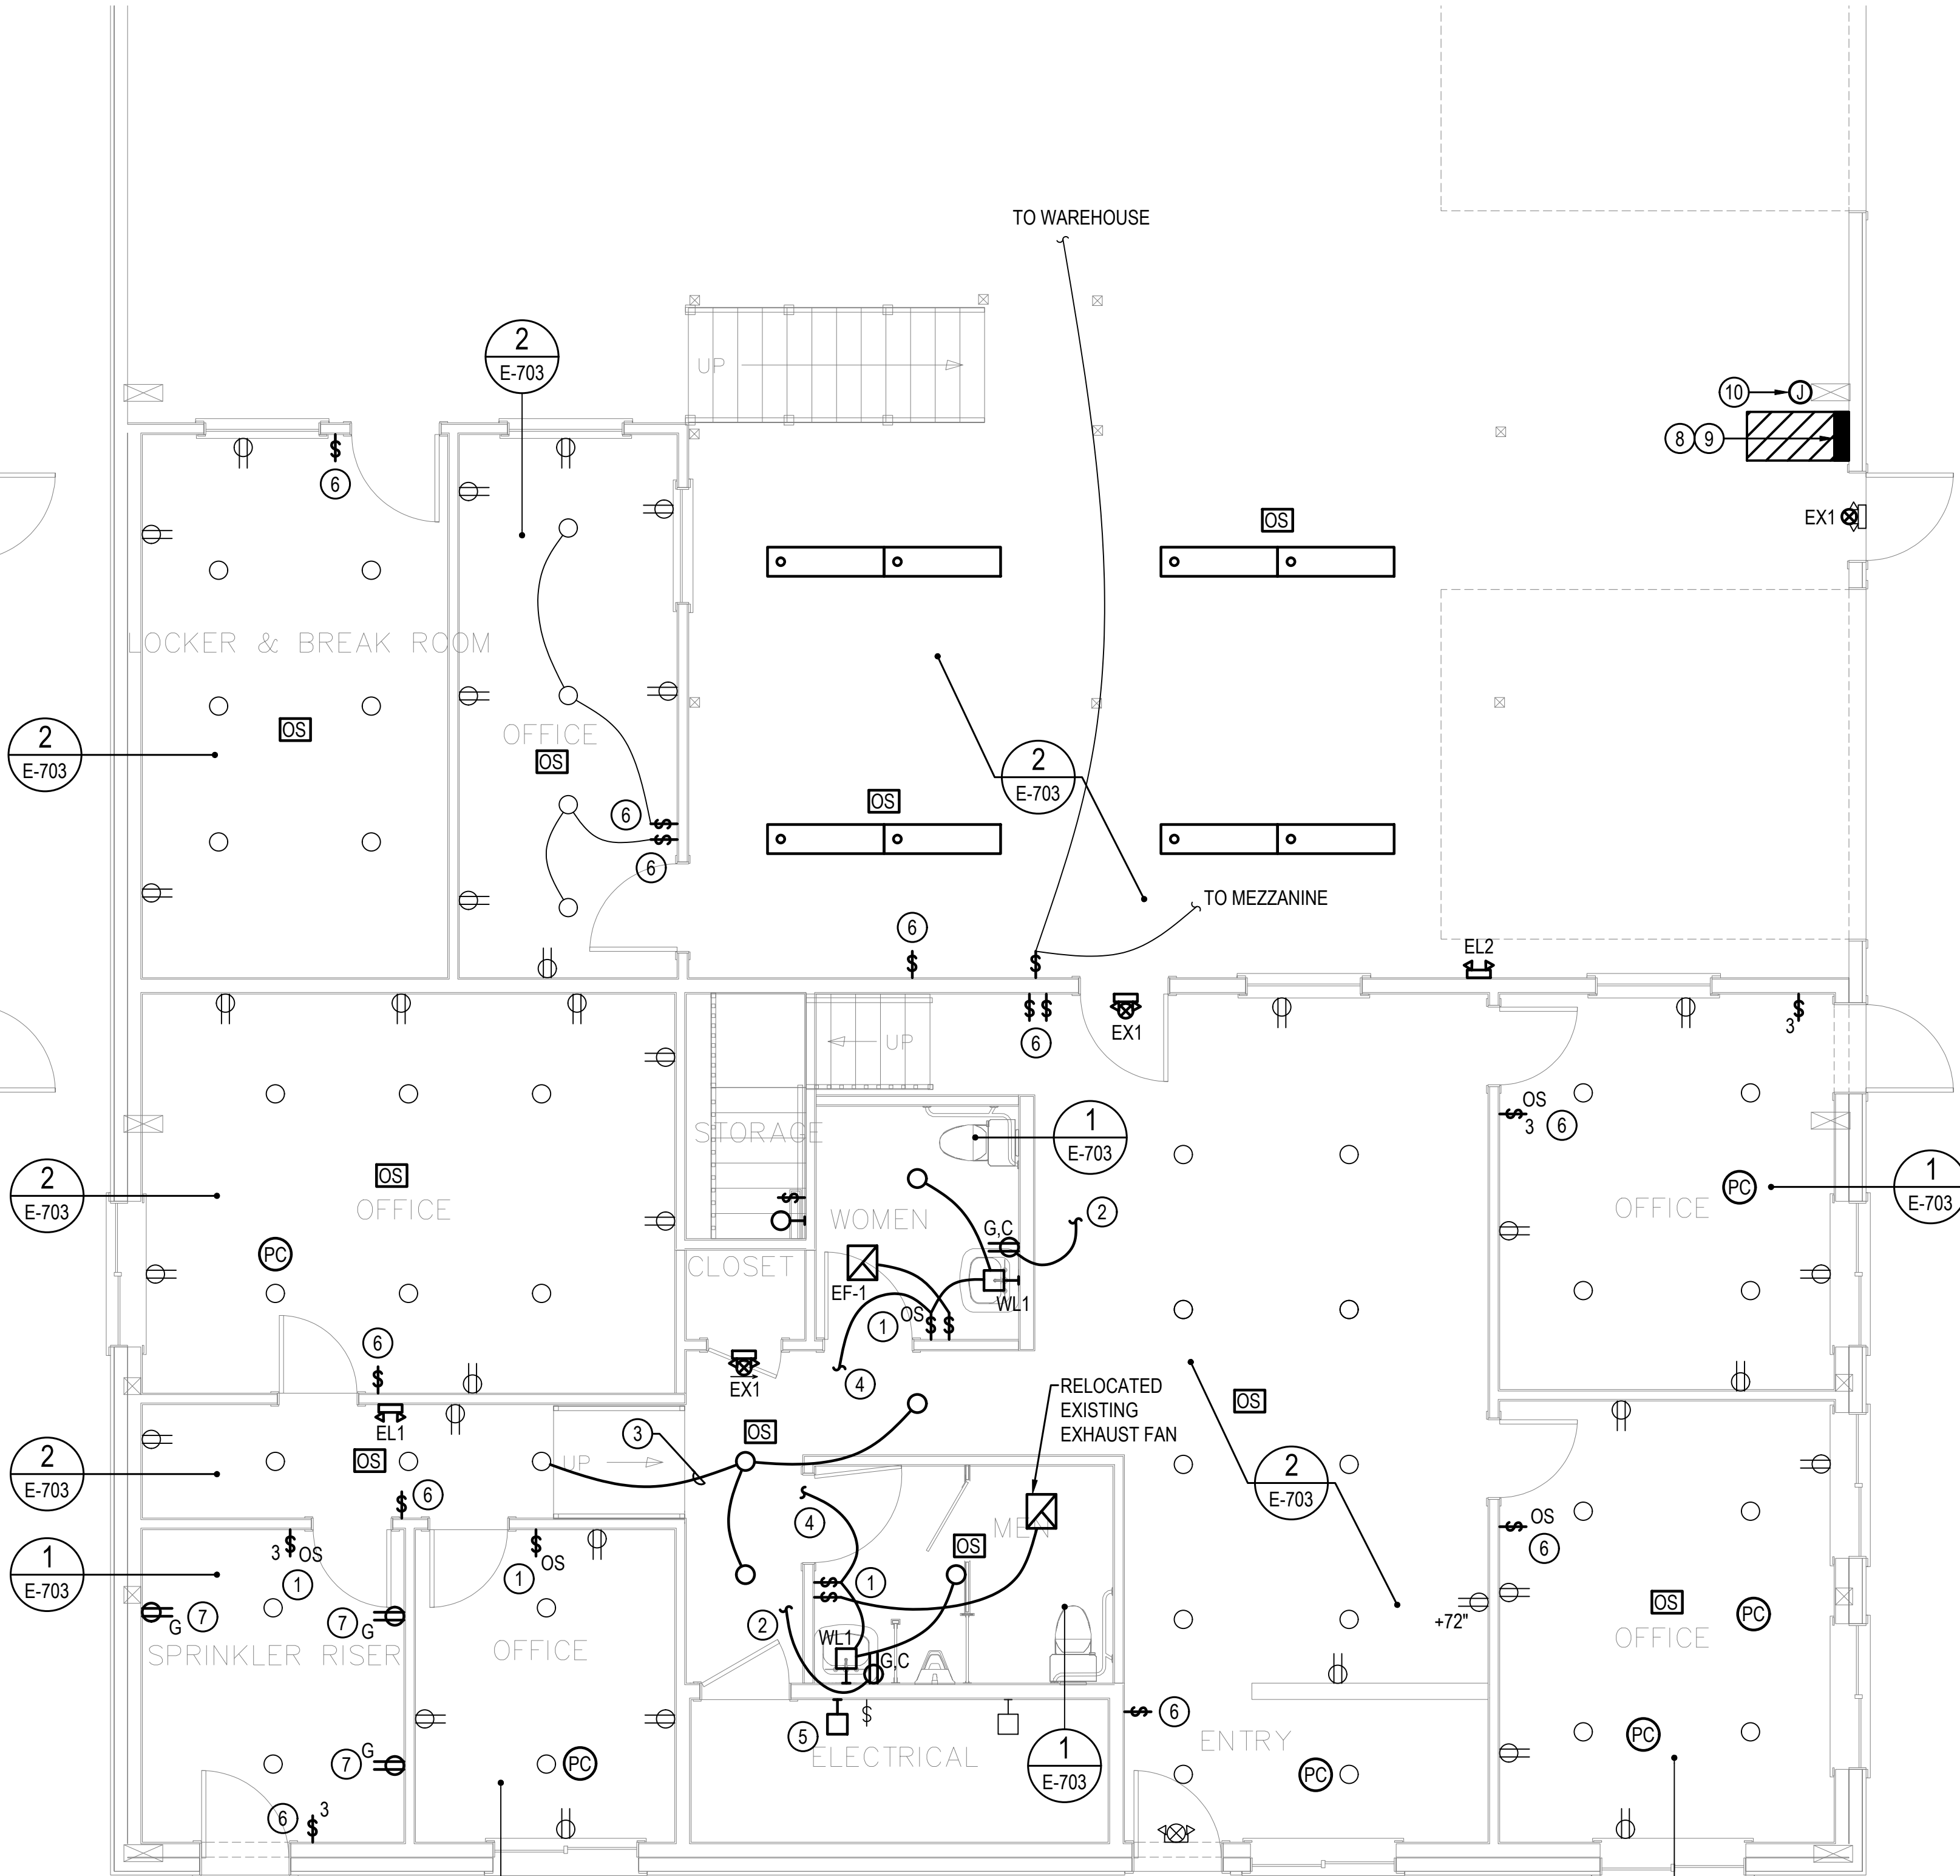 TO WAREHOUSE
2
E-703
UP
10
J
8
9
$
6
EX1
OS
LOCKER & BREAK ROOM
2
E-703
OS
OFFICE
OS
2
E-703
OS
6
$
$
6
TO MEZZANINE
6
$
$
EL2
$ $
6
EX1
UP
$
3
OS
$
3
6
1
E-703
STORAGE
2
E-703
OS
OFFICE
$
WOMEN
G,C
2
PC
1
E-703
OFFICE
PC
CLOSET
EF-1
WL1
OS
1
$ $
6
$
EX1
4
RELOCATED
EXISTING
EXHAUST FAN
OS
EL1
2
E-703
OS
3
UP
OS
2
E-703
6
$
4
MEN
OS
$
6
1
E-703
3
$
OS
1
$
OS
1
$
$
1
OS
7
G
7
G
2
WL1
G,C
+72"
OS
PC
SPRINKLER RISER
OFFICE
OFFICE
5
$
$
6
ELECTRICAL
1
E-703
ENTRY
PC
PC
7
G
PC
6
3
$